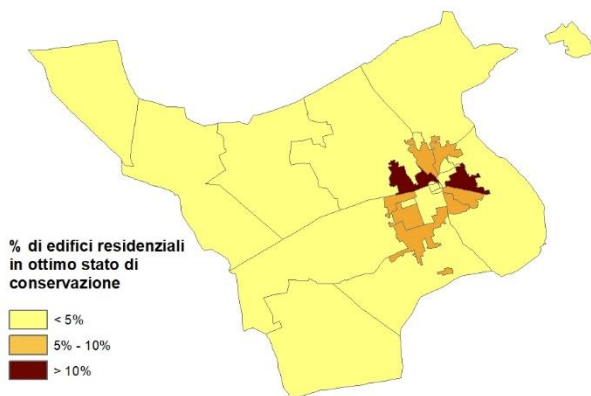 % di edifici residenziali
in ottimo stato di
conservazione
< 5%
5% - 10%
> 10%